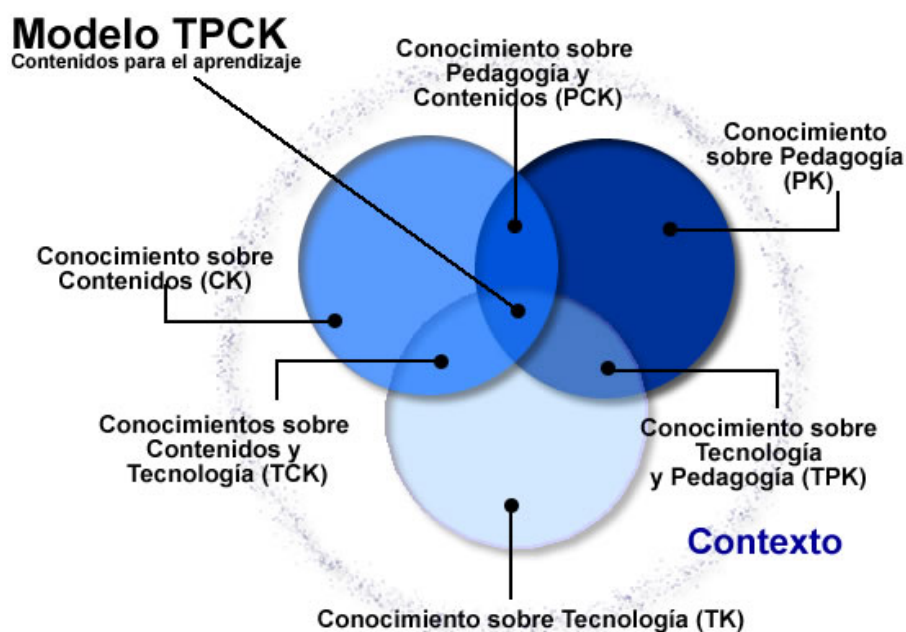 Modelo TPCK
Contenidos para el aprendizaje
Conocimiento sobre
Pedagogía y
Contenidos (PCK)
Conocimiento
sobre Pedagogía
(PK)
Conocimiento sobre
Contenidos (CK)
Conocimientos sobre
Contenidos y
Tecnología (TCK)
Conocimiento sobre
Tecnología
y Pedagogía (TPK)
Contexto
Conocimiento sobre Tecnología (TK)